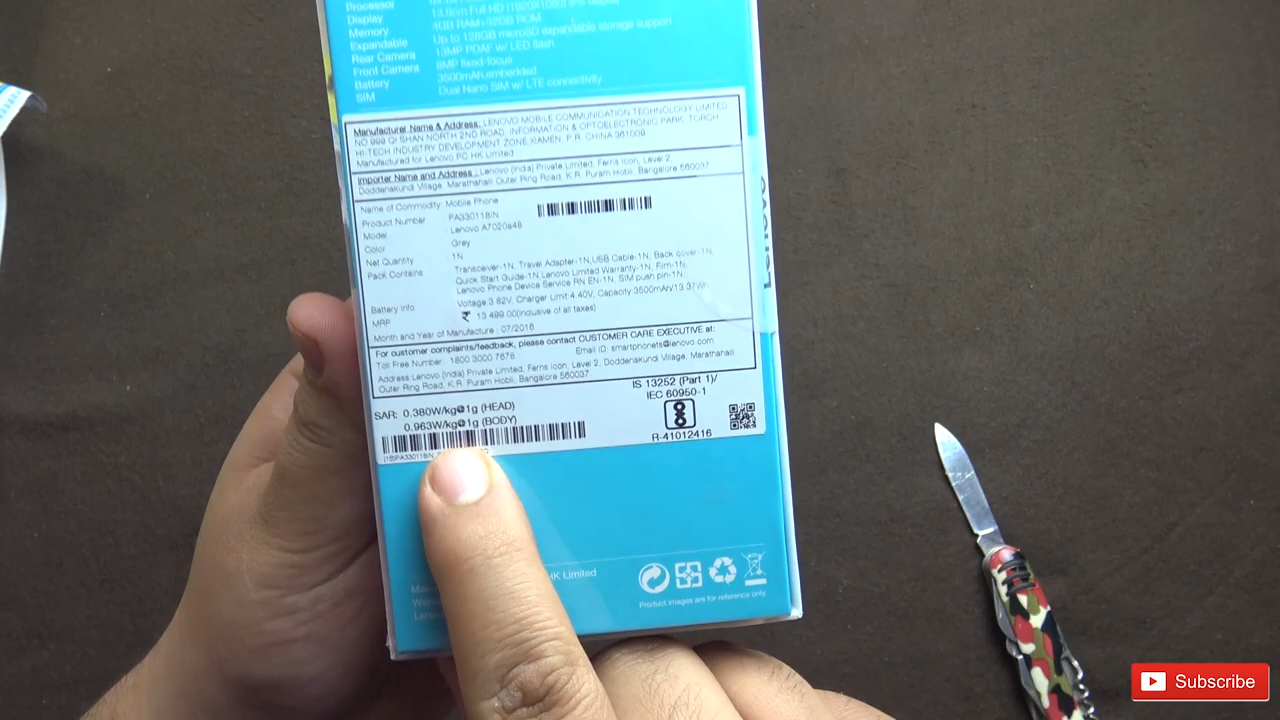 Processor
Display 13.9cm Full HD (1920X1080) IPS display
Memory 4GB RAM+32GB ROM
Expandable Up to 128GB microSD expandable storage support
Rear Camera 13MP PDAF w/ LED flash
Front Camera 8MP fixed-focus
Battery 3500mAh,embedded
SIM Dual Nano SIM w/ LTE connectivity
Manufacturer Name & Address: LENOVO MOBILE COMMUNICATION TECHNOLOGY LIMITED
NO.999 QI SHAN NORTH 2ND ROAD, INFORMATION & OPTOELECTRONIC PARK, TORCH
HI-TECH INDUSTRY DEVELOPMENT ZONE,XIAMEN, P.R. CHINA 361009
Manufactured for Lenovo PC HK Limited
Importer Name and Address : Lenovo (India) Private Limited, Ferns Icon, Level 2,
Doddenakundi Village, Marathahalli Outer Ring Road, K.R. Puram Hobli, Bangalore 560037
Name of Commodity: Mobile Phone
Product Number PA330118IN
Model Lenovo A7020a48
Color Grey
Net Quantity 1N
Pack Contains Transceiver-1N, Travel Adapter-1N,USB Cable-1N, Back cover-1N,
Quick Start Guide-1N,Lenovo Limited Warranty-1N, Film-1N,
Lenovo Phone Device Service RN EN-1N, SIM push pin-1N,
Battery Info Voltage:3.82V, Charger Limit:4.40V, Capacity:3500mAh/13.37Wh
MRP ₹ 13,499.00(inclusive of all taxes)
Month and Year of Manufacture : 07/2016
For customer complaints/feedback, please contact CUSTOMER CARE EXECUTIVE at:
Toll Free Number: 1800 3000 7678 Email ID: smartphonets@lenovo.com
Address:Lenovo (India) Private Limited, Ferns Icon, Level 2, Doddenakundi Village, Marathahalli
Outer Ring Road, K.R. Puram Hobli, Bangalore 560037
SAR: 0.380W/kg@1g (HEAD)
0.963W/kg@1g (BODY)
IS 13252 (Part 1)/
IEC 60950-1
R-41012416
(1S)PA330118IN
Lenovo
HK Limited
Product images are for reference only
Subscribe